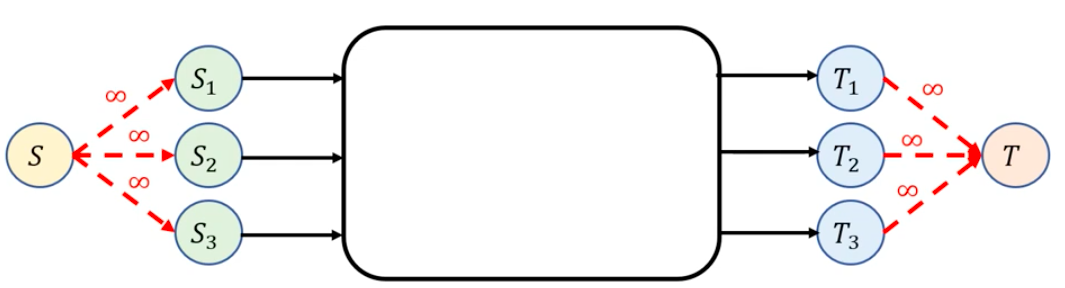 S
∞
∞
∞
S₁
S₂
S₃
T₁
T₂
T₃
∞
∞
∞
T